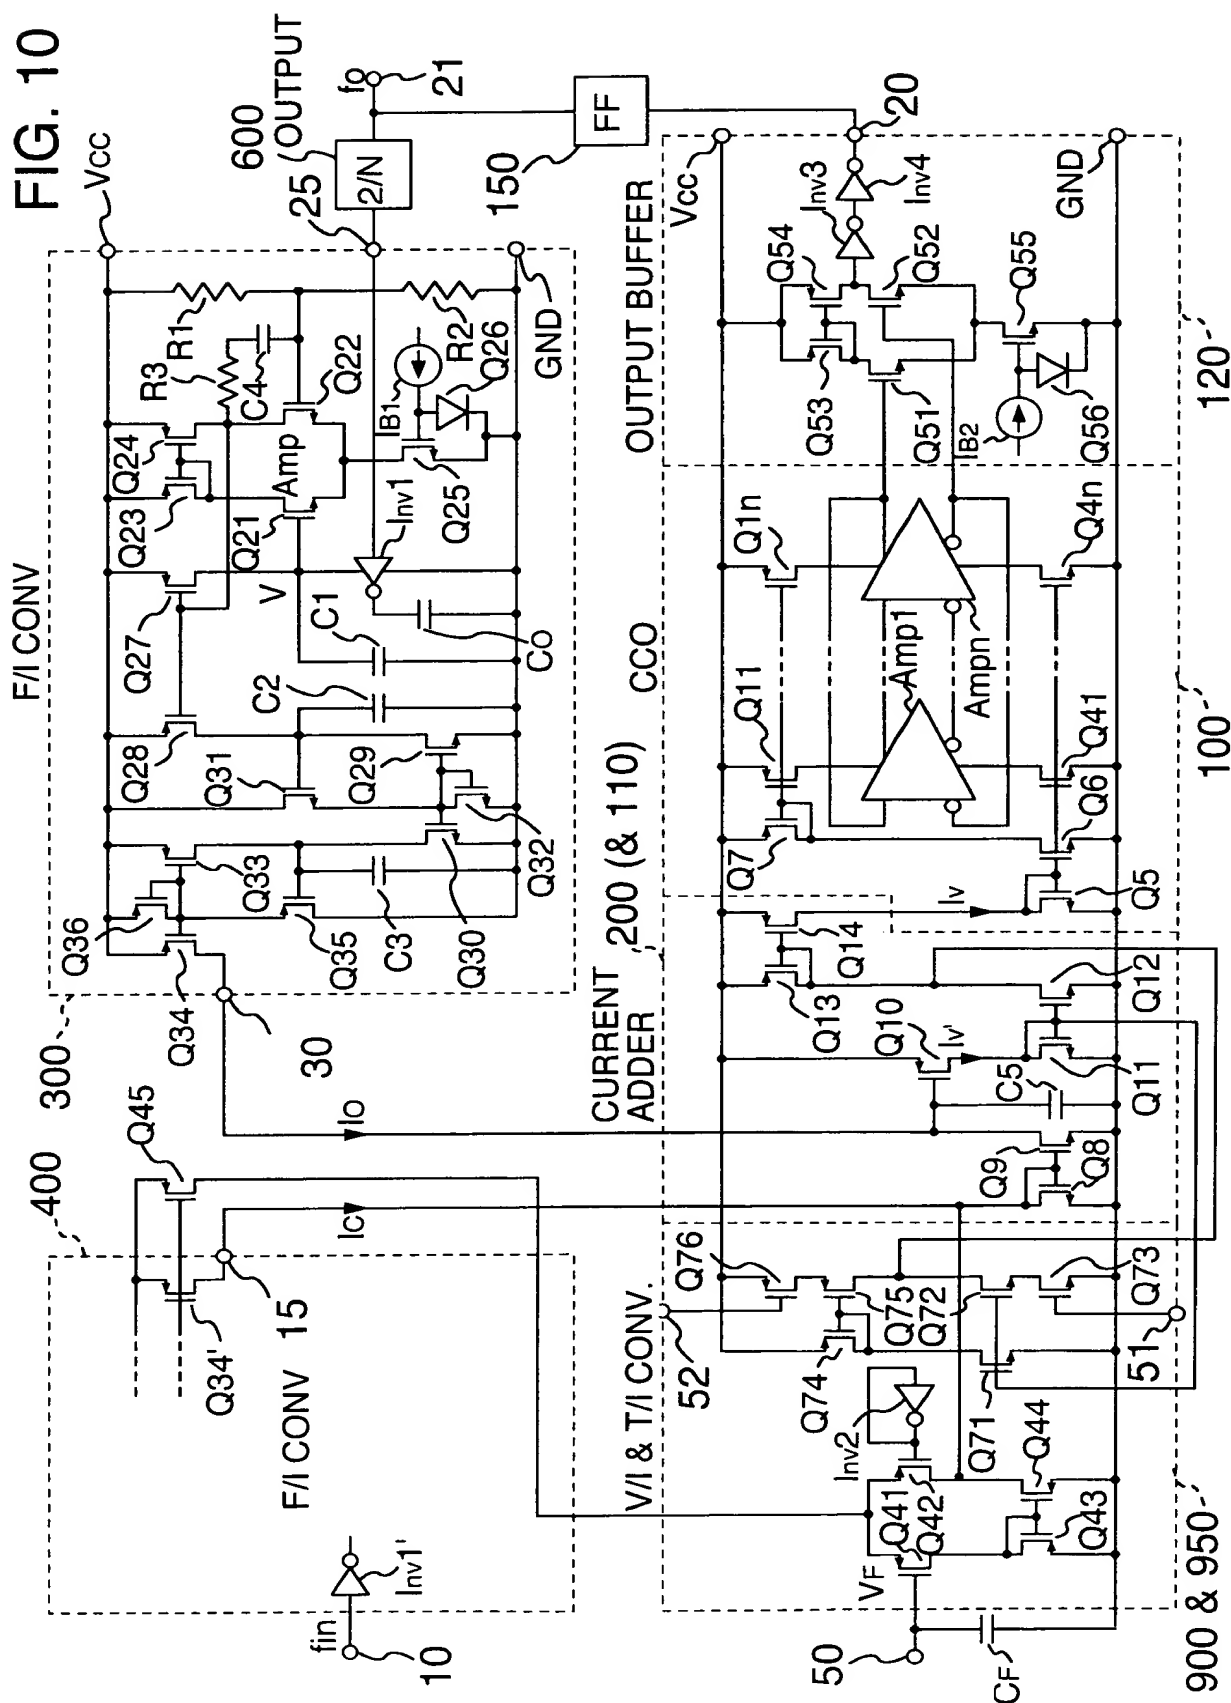 FIG. 10
F/I CONV
300
Q36
Q34
30
Q33
Q35
C3
Q30
Q32
Q31
Q28
Q29
C2
C1
Q27
V
Q23
Q24
Q21
Amp
Q22
R3
C4
R1
R2
Q25
IB1
Q26
Inv1
CO
Vcc
GND
25
600
2/N
OUTPUT
fo
21
150
FF
20
400
Q45
Q34'
15
F/I CONV
fin
10
Inv1'
Ic
Io
V/I & T/I CONV.
52
Q76
Q74
Q75
Q72
Q73
Q71
51
Inv2
Q41
Q42
Q44
Q43
VF
50
CF
900 & 950
CURRENT
ADDER
200 (& 110)
Q13
Q14
Q10
Iv'
Q12
Q11
C5
Q9
Q8
Iv
Q5
CCO
Q7
Q11
Q1n
Amp1
Ampn
Q6
Q41
Q4n
100
OUTPUT BUFFER
Vcc
Q53
Q54
Q51
Q52
Inv3
Inv4
IB2
Q55
Q56
GND
120